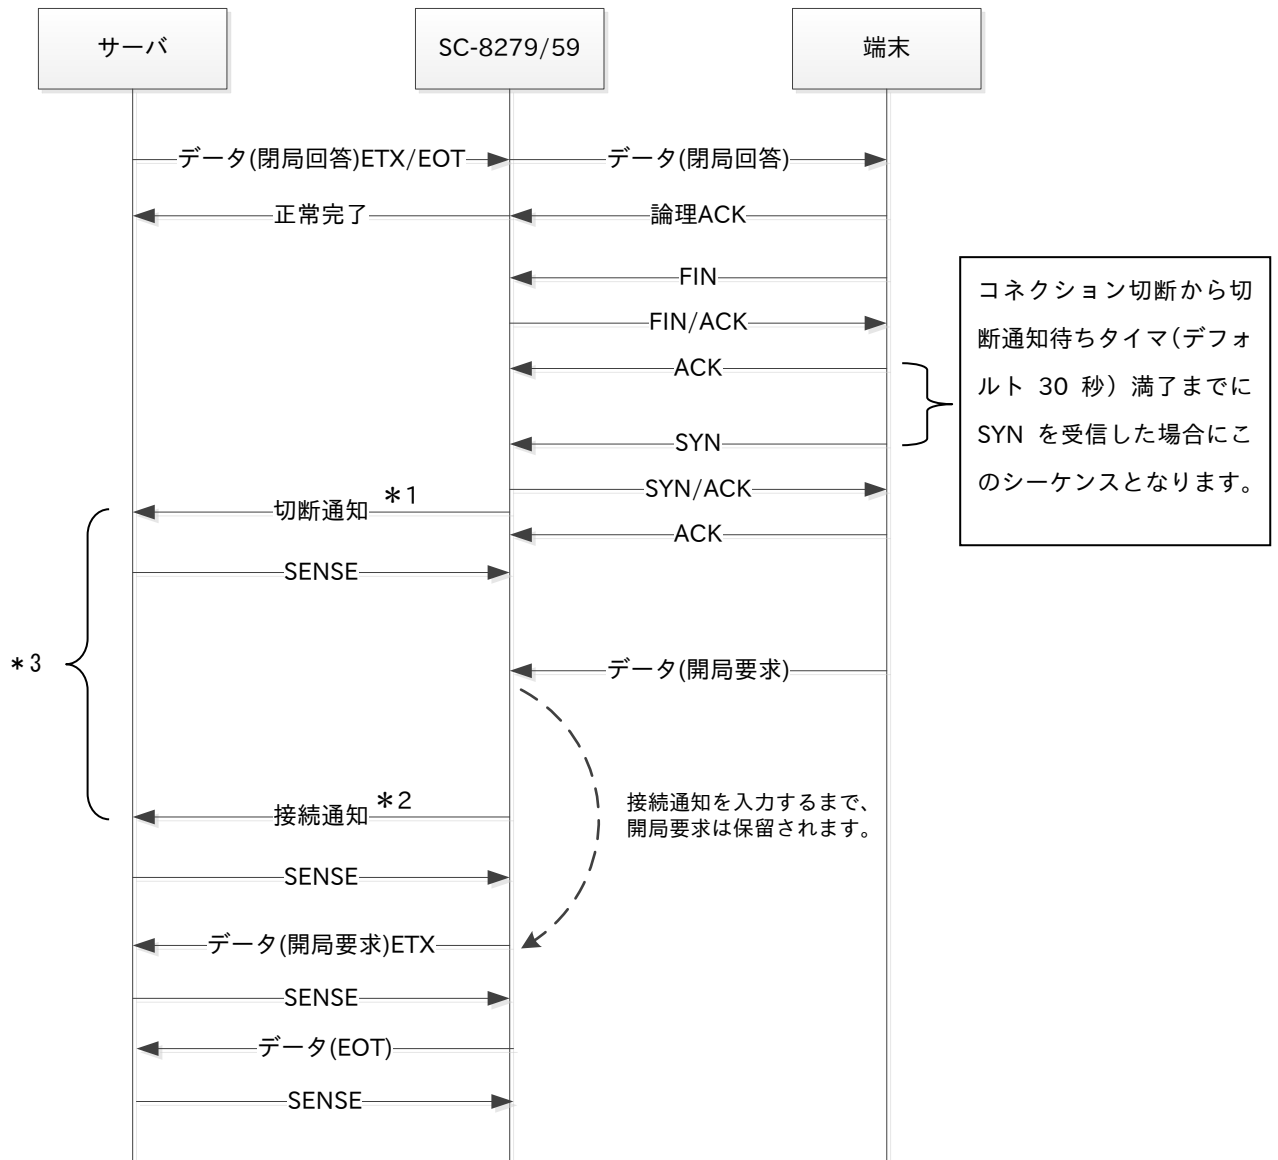 サーバ
SC-8279/59
端末
データ(閉局回答)ETX/EOT
データ(閉局回答)
正常完了
論理ACK
FIN
FIN/ACK
ACK
SYN
SYN/ACK
切断通知 *1
ACK
SENSE
コネクション切断から切
断通知待ちタイマ(デフォ
ルト 30 秒)満了までに
SYN を受信した場合にこ
のシーケンスとなります。
*3
データ(開局要求)
接続通知 *2
接続通知を入力するまで、
開局要求は保留されます。
SENSE
データ(開局要求)ETX
SENSE
データ(EOT)
SENSE